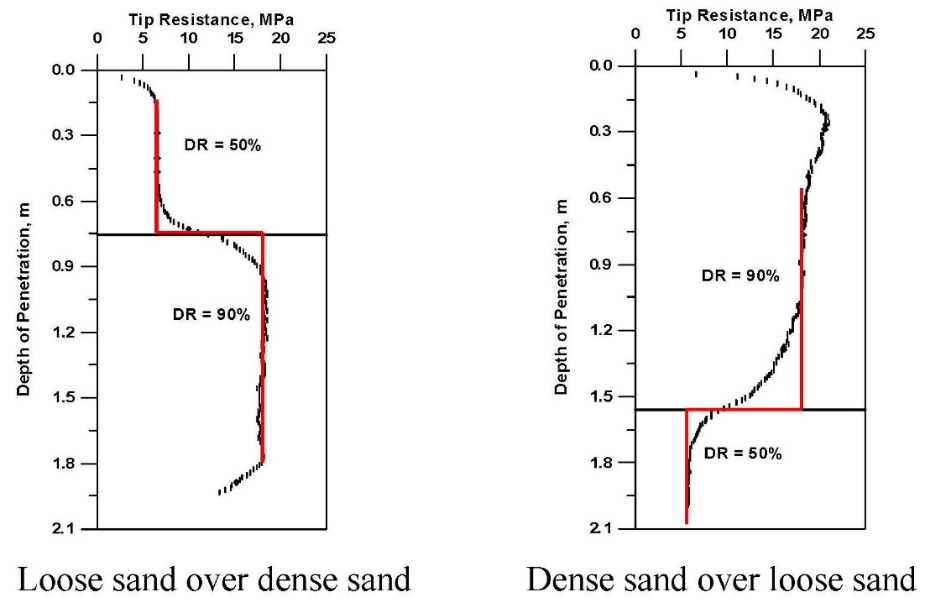 Tip Resistance, MPa
0 5 10 15 20 25
0.0
0.3
0.6
0.9
1.2
1.5
1.8
2.1
Depth of Penetration, m
DR = 50%
DR = 90%
Loose sand over dense sand
Tip Resistance, MPa
0 5 10 15 20 25
0.0
0.3
0.6
0.9
1.2
1.5
1.8
2.1
Depth of Penetration, m
DR = 90%
DR = 50%
Dense sand over loose sand